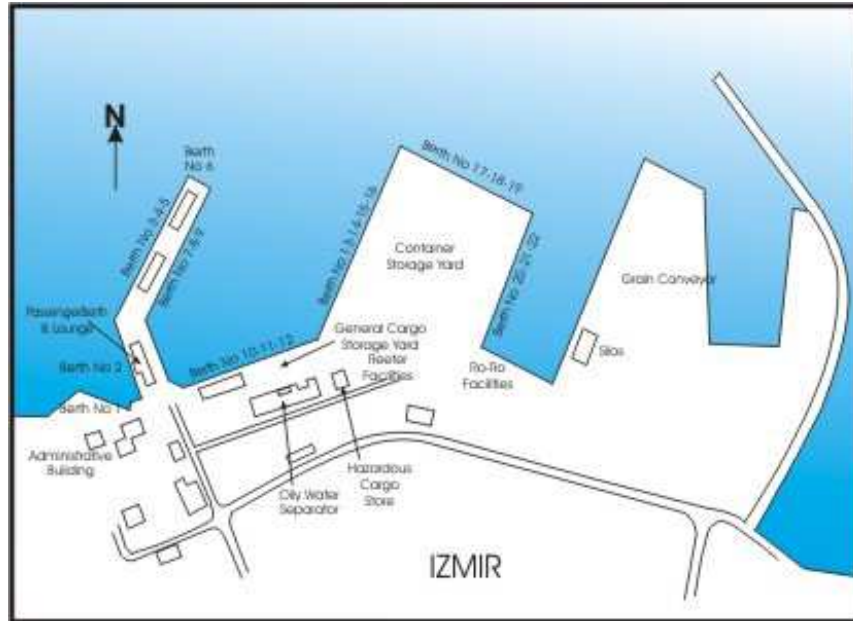 N
Berth
No 6
Berth No 3-4-5
Berth No 7-8-9
Passenger Berth
& Lounge
Berth No 2
Berth No 1
Administrative
Building
Berth No 10-11-12
Berth No 13-14-15-16
Berth No 17-18-19
Container
Storage Yard
Berth No 20-21-22
General Cargo
Storage Yard
Reefer
Facilities
Ro-Ro
Facilities
Grain Conveyor
Silos
Oily Water
Separator
Hazardous
Cargo
Store
IZMIR